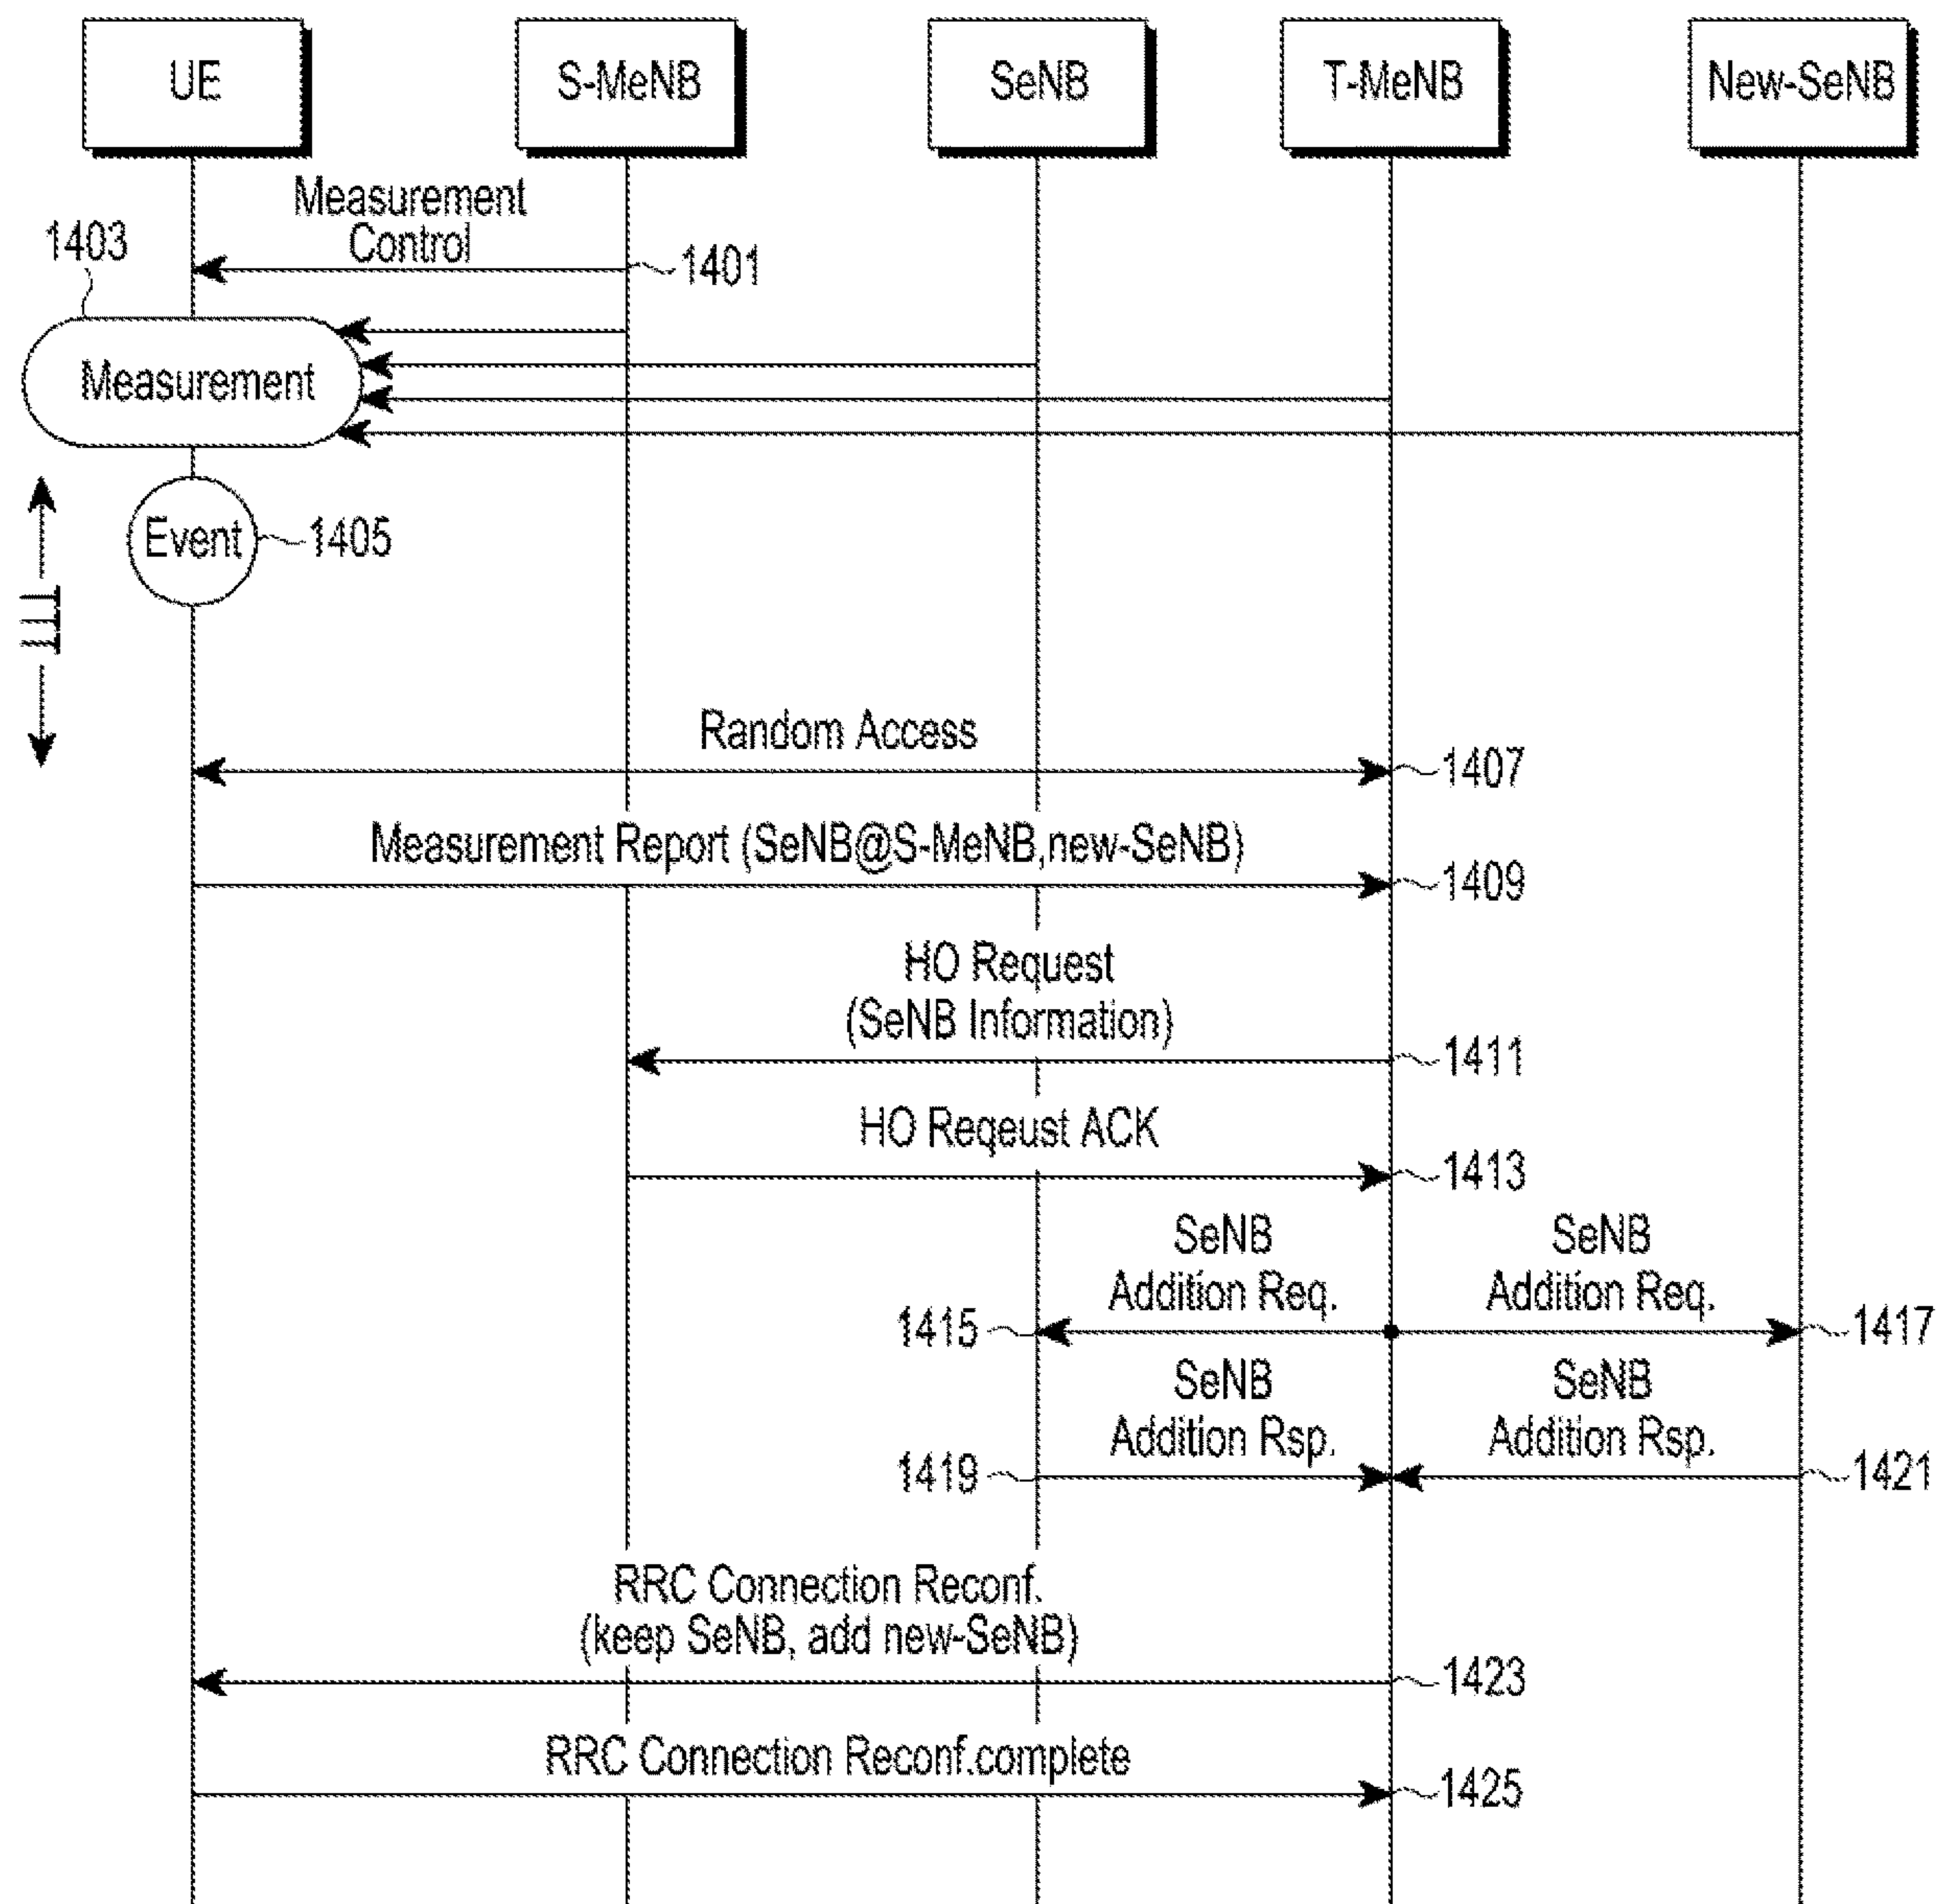 UE
S-MeNB
SeNB
T-MeNB
New-SeNB
Measurement
Control
1403
1401
Measurement
Event
1405
TTT
Random Access
1407
Measurement Report (SeNB@S-MeNB,new-SeNB)
1409
HO Request
(SeNB Information)
1411
HO Reqeust ACK
1413
SeNB
Addition Req.
SeNB
Addition Req.
1415
1417
SeNB
Addition Rsp.
SeNB
Addition Rsp.
1419
1421
RRC Connection Reconf.
(keep SeNB, add new-SeNB)
1423
RRC Connection Reconf.complete
1425